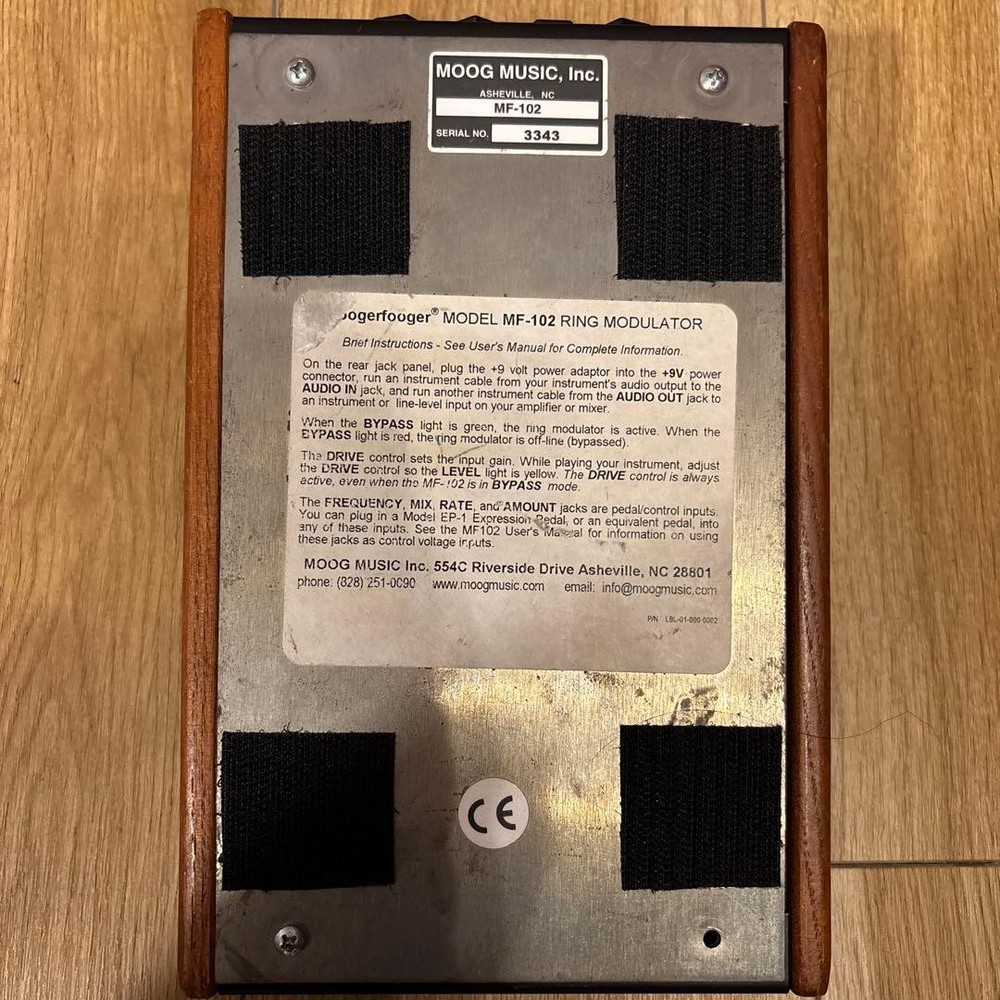 MOOG MUSIC, Inc.
ASHEVILLE, NC
MF-102
SERIAL NO. 3343
oogerfooger® MODEL MF-102 RING MODULATOR
Brief Instructions - See User's Manual for Complete Information.
On the rear jack panel, plug the +9 volt power adaptor into the +9V power
connector, run an instrument cable from your instrument's audio output to the
AUDIO IN jack, and run another instrument cable from the AUDIO OUT jack to
an instrument or line-level input on your amplifier or mixer.
When the BYPASS light is green, the ring modulator is active. When the
BYPASS light is red, the ring modulator is off-line (bypassed).
The DRIVE control sets the input gain. While playing your instrument, adjust
the DRIVE control so the LEVEL light is yellow. The DRIVE control is always
active, even when the MF-102 is in BYPASS mode.
The FREQUENCY, MIX, RATE, and AMOUNT jacks are pedal/control inputs.
You can plug in a Model EP-1 Expression Pedal, or an equivalent pedal, into
any of these inputs. See the MF102 User's Manual for information on using
these jacks as control voltage inputs.
MOOG MUSIC Inc. 554C Riverside Drive Asheville, NC 28801
phone: (828) 251-0090 www.moogmusic.com email: info@moogmusic.com
P/N LBL-01-000 0002
CE